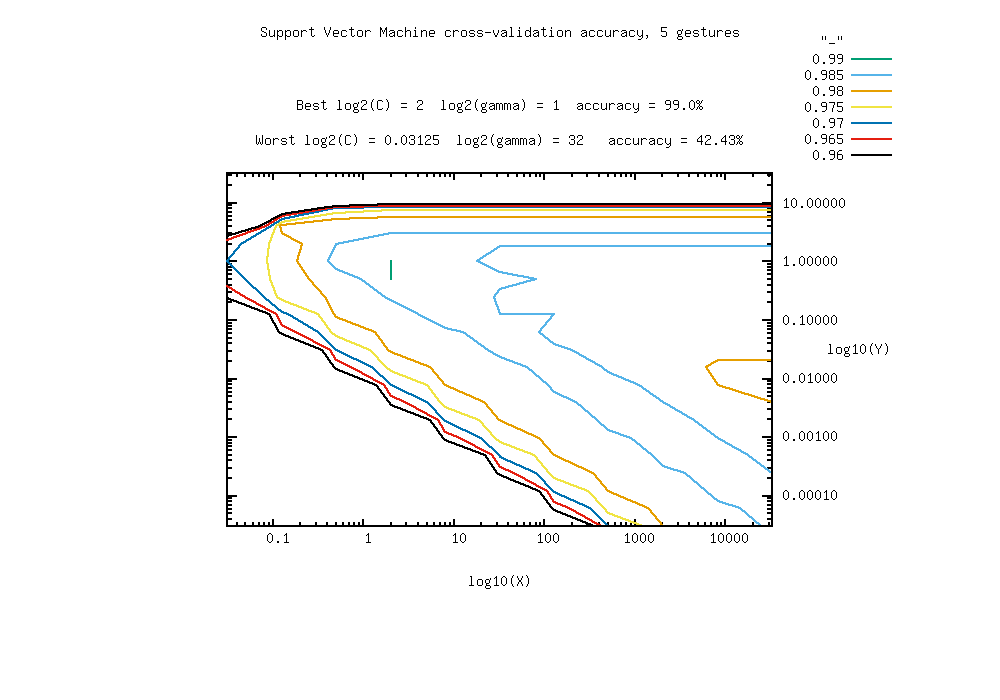 Support Vector Machine cross-validation accuracy, 5 gestures
"_"
0.99
0.985
0.98
0.975
0.97
0.965
0.96
Best log2(C) = 2  log2(gamma) = 1  accuracy = 99.0%
Worst log2(C) = 0.03125  log2(gamma) = 32   accuracy = 42.43%
10.00000
1.00000
0.10000
log10(Y)
0.01000
0.00100
0.00010
0.1 1 10 100 1000 10000
log10(X)